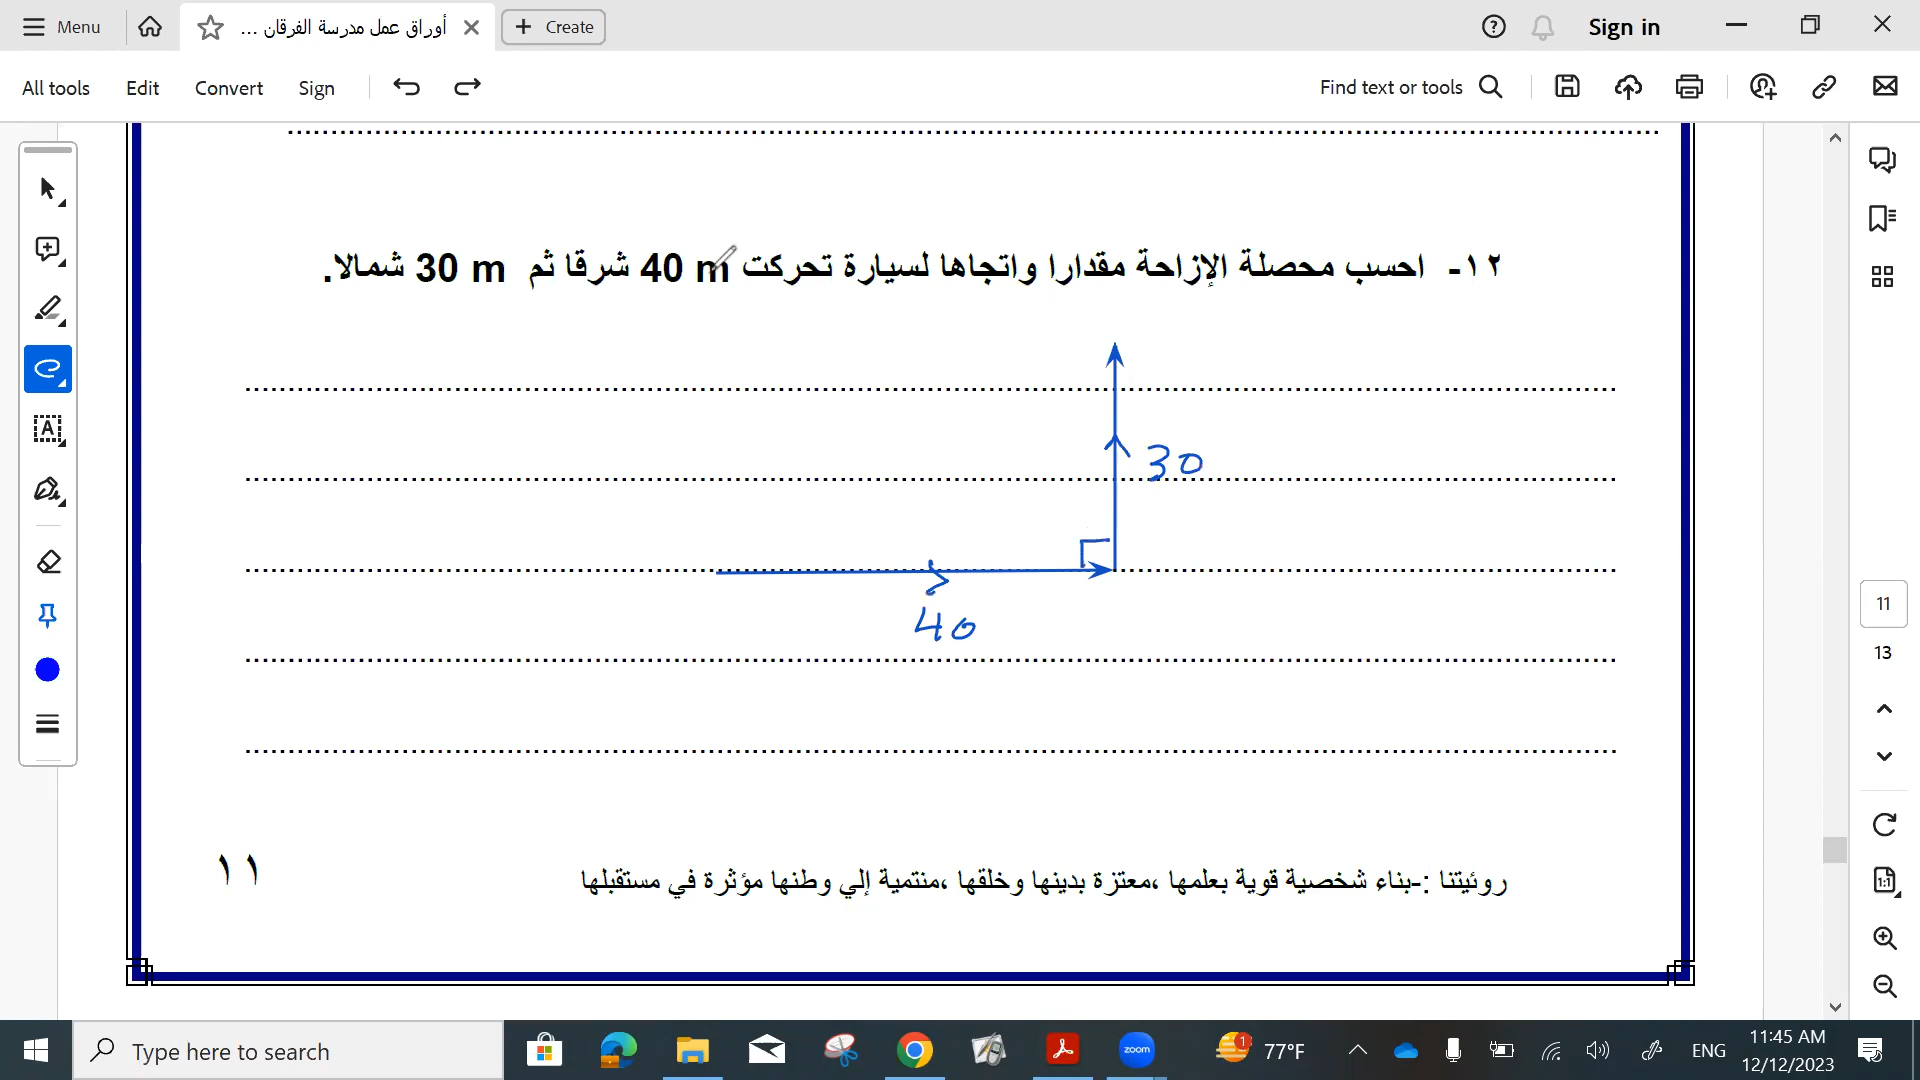 Menu
أوراق عمل مدرسة الفرقان ...
Create
Sign in
All tools
Edit
Convert
Sign
Find text or tools
١٢- احسب محصلة الإزاحة مقدارا واتجاها لسيارة تحركت 40 m شرقا ثم 30 m شمالا.
30
40
11
13
روئيتنا :-بناء شخصية قوية بعلمها ،معتزة بدينها وخلقها ،منتمية إلي وطنها مؤثرة في مستقبلها
١١
Type here to search
zoom
1
77°F
ENG
11:45 AM
12/12/2023